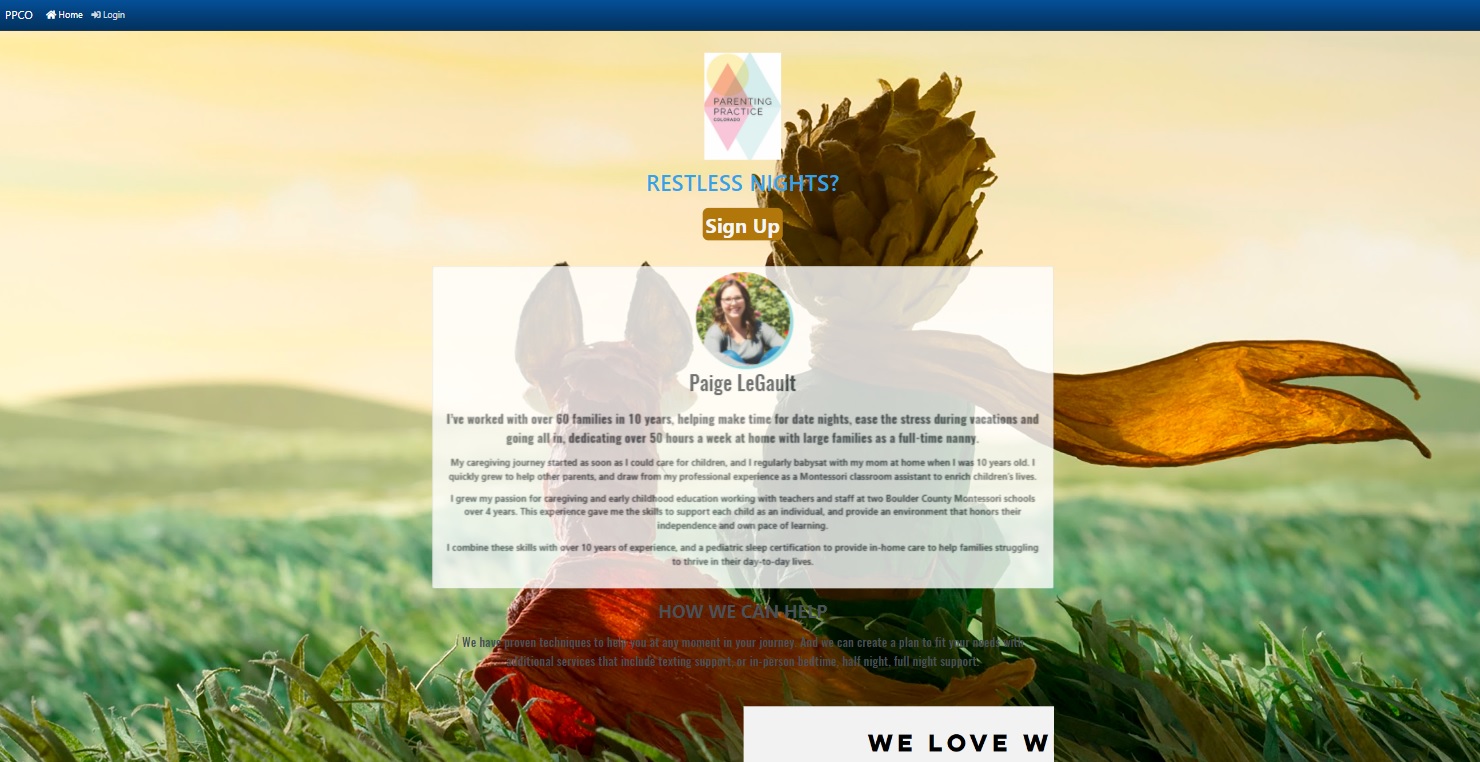 PPCO Home Login
PARENTING
PRACTICE
COLORADO
RESTLESS NIGHTS?
Sign Up
Paige LeGault
I've worked with over 60 families in 10 years, helping make time for date nights, ease the stress during vacations and
going all in, dedicating over 50 hours a week at home with large families as a full-time nanny.
My caregiving journey started as soon as I could care for children, and I regularly babysat with my mom at home when I was 10 years old. I
quickly grew to help other parents, and draw from my professional experience as a Montessori classroom assistant to enrich children's lives.
I grew my passion for caregiving and early childhood education working with teachers and staff at two Boulder County Montessori schools
over 4 years. This experience gave me the skills to support each child as an individual, and provide an environment that honors their
independence and own pace of learning.
I combine these skills with over 10 years of experience, and a pediatric sleep certification to provide in-home care to help families struggling
to thrive in their day-to-day lives.
HOW WE CAN HELP
We have proven techniques to help you at any moment in your journey. And we can create a plan to fit your needs with
additional services that include texting support, or in-person bedtime, half night, full night support.
WE LOVE W